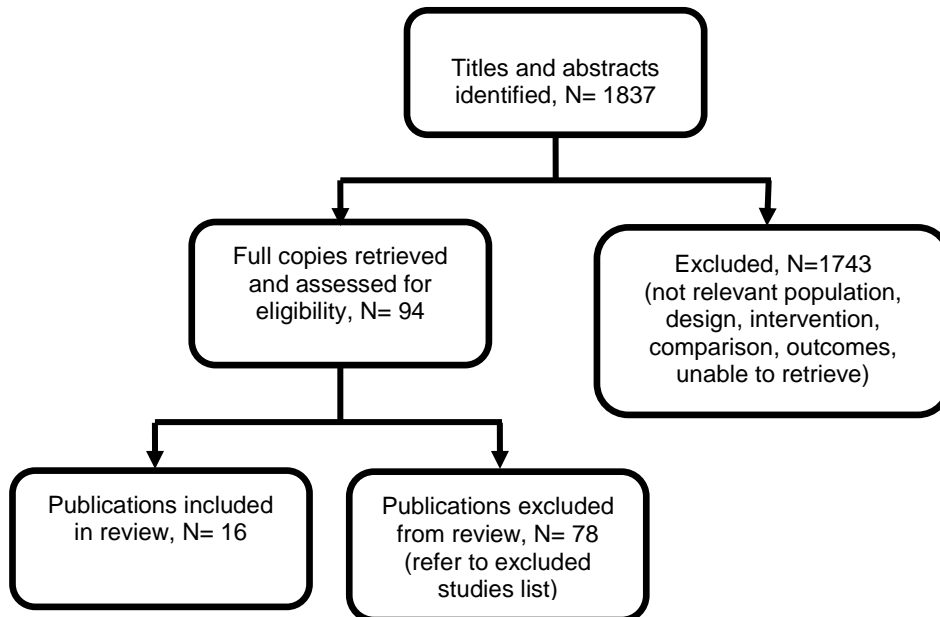 Titles and abstracts
identified, N= 1837
Full copies retrieved
and assessed for
eligibility, N= 94
Excluded, N=1743
(not relevant population,
design, intervention,
comparison, outcomes,
unable to retrieve)
Publications included
in review, N= 16
Publications excluded
from review, N= 78
(refer to excluded
studies list)